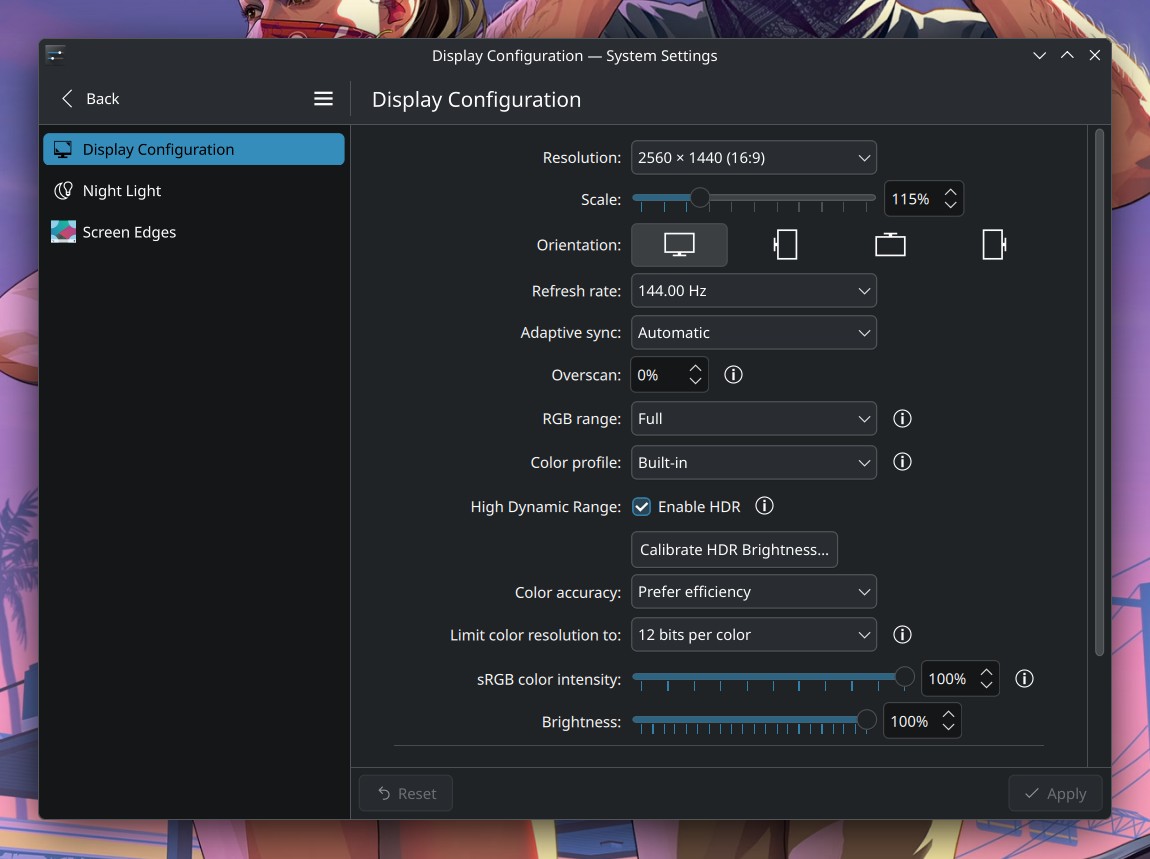 Display Configuration — System Settings
Back
Display Configuration
Display Configuration
Night Light
Screen Edges
Resolution: 2560 × 1440 (16:9)
Scale: 115%
Orientation:
Refresh rate: 144.00 Hz
Adaptive sync: Automatic
Overscan: 0%
RGB range: Full
Color profile: Built-in
High Dynamic Range: Enable HDR
Calibrate HDR Brightness...
Color accuracy: Prefer efficiency
Limit color resolution to: 12 bits per color
sRGB color intensity: 100%
Brightness: 100%
Reset
Apply